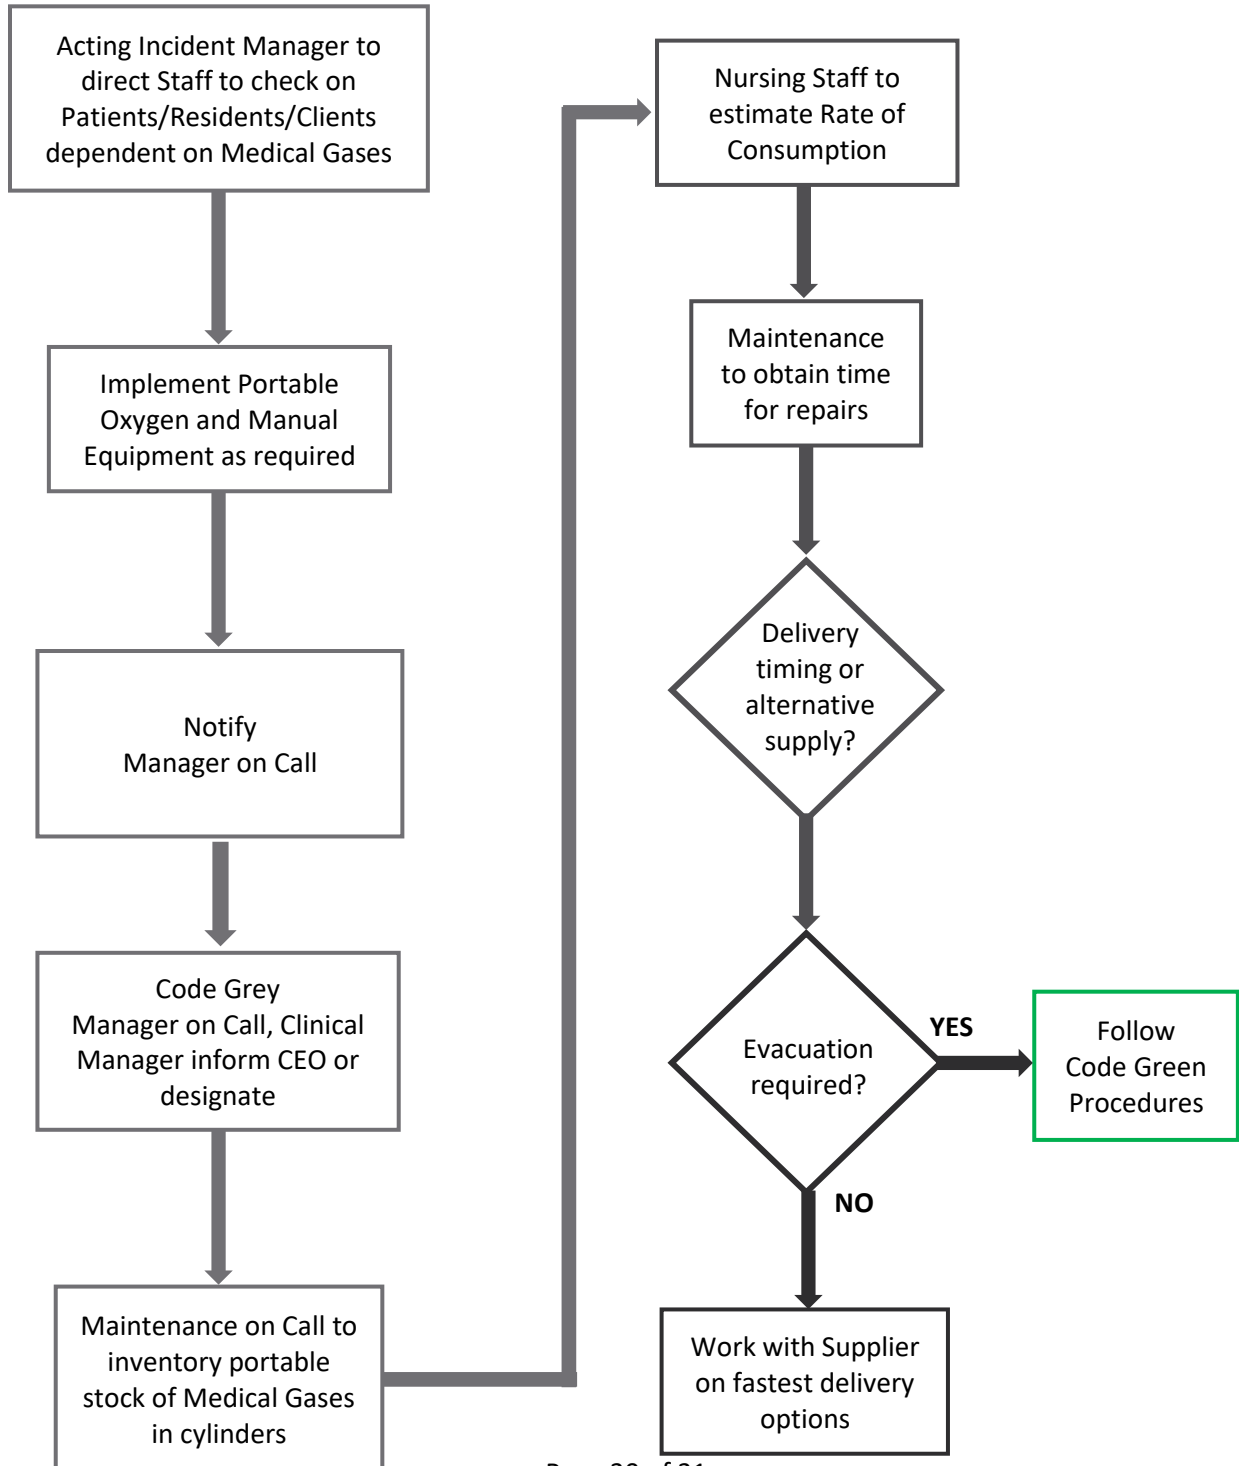 Acting Incident Manager to
direct Staff to check on
Patients/Residents/Clients
dependent on Medical Gases
Implement Portable
Oxygen and Manual
Equipment as required
Notify
Manager on Call
Code Grey
Manager on Call, Clinical
Manager inform CEO or
designate
Maintenance on Call to
inventory portable
stock of Medical Gases
in cylinders
Nursing Staff to
estimate Rate of
Consumption
Maintenance
to obtain time
for repairs
Delivery
timing or
alternative
supply?
Evacuation
required?
YES
Follow
Code Green
Procedures
NO
Work with Supplier
on fastest delivery
options